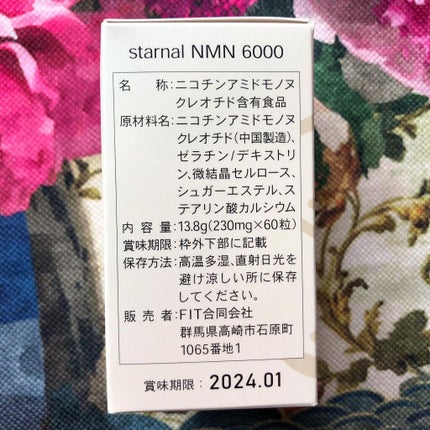 starnal NMN 6000
名　　称:ニコチンアミドモノヌ
クレオチド含有食品
原材料名:ニコチンアミドモノヌ
クレオチド(中国製造)、
ゼラチン/デキストリ
ン、微結晶セルロース、
シュガーエステル、ス
テアリン酸カルシウム
内 容 量:13.8g(230mg×60粒)
賞味期限:枠外下部に記載
保存方法:高温多湿、直射日光を
避け涼しい所に保存
してください。
販 売 者:FIT合同会社
群馬県高崎市石原町
1065番地1
賞味期限:2024.01